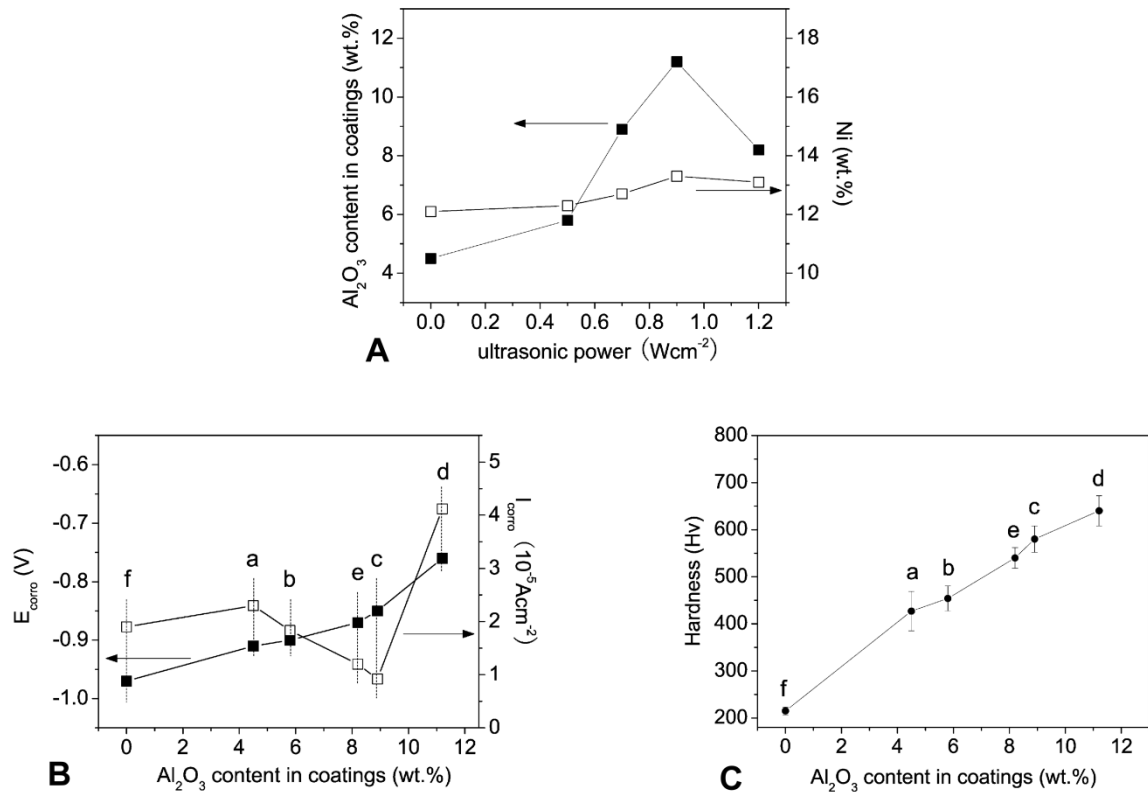 12
10
8
6
4
Al₂O₃ content in coatings (wt.%)
18
16
14
12
10
Ni (wt.%)
0.0 0.2 0.4 0.6 0.8 1.0 1.2
ultrasonic power (Wcm⁻²)
A
-0.6
-0.7
-0.8
-0.9
-1.0
E corro (V)
f a b e c d
5
4
3
2
1
0
I corro (10⁻⁵Acm⁻²)
0 2 4 6 8 10 12
Al₂O₃ content in coatings (wt.%)
B
800
700
600
500
400
300
200
Hardness (Hv)
f a b e c d
0 2 4 6 8 10 12
Al₂O₃ content in coatings (wt.%)
C